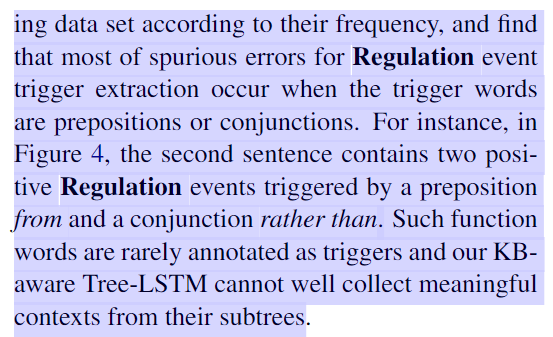 ing data set according to their frequency, and find
that most of spurious errors for Regulation event
trigger extraction occur when the trigger words
are prepositions or conjunctions. For instance, in
Figure 4, the second sentence contains two posi-
tive Regulation events triggered by a preposition
from and a conjunction rather than. Such function
words are rarely annotated as triggers and our KB-
aware Tree-LSTM cannot well collect meaningful
contexts from their subtrees.